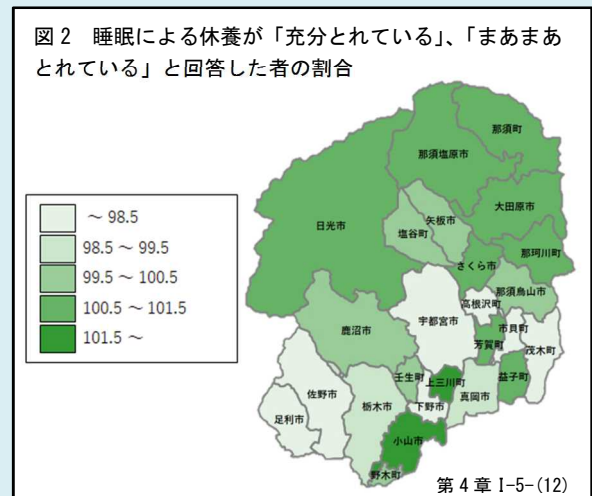 図2 睡眠による休養が「充分とれている」、「まあまあ
とれている」と回答した者の割合
～ 98.5
98.5 ～ 99.5
99.5 ～ 100.5
100.5 ～ 101.5
101.5 ～
那須町
那須塩原市
大田原市
日光市
矢板市
塩谷町
那珂川町
さくら市
那須烏山市
高根沢町
宇都宮市
市貝町
鹿沼市
芳賀町
茂木町
壬生町
上三川町
益子町
佐野市
栃木市
下野市
真岡市
足利市
小山市
野木町
第4章 I-5-(12)